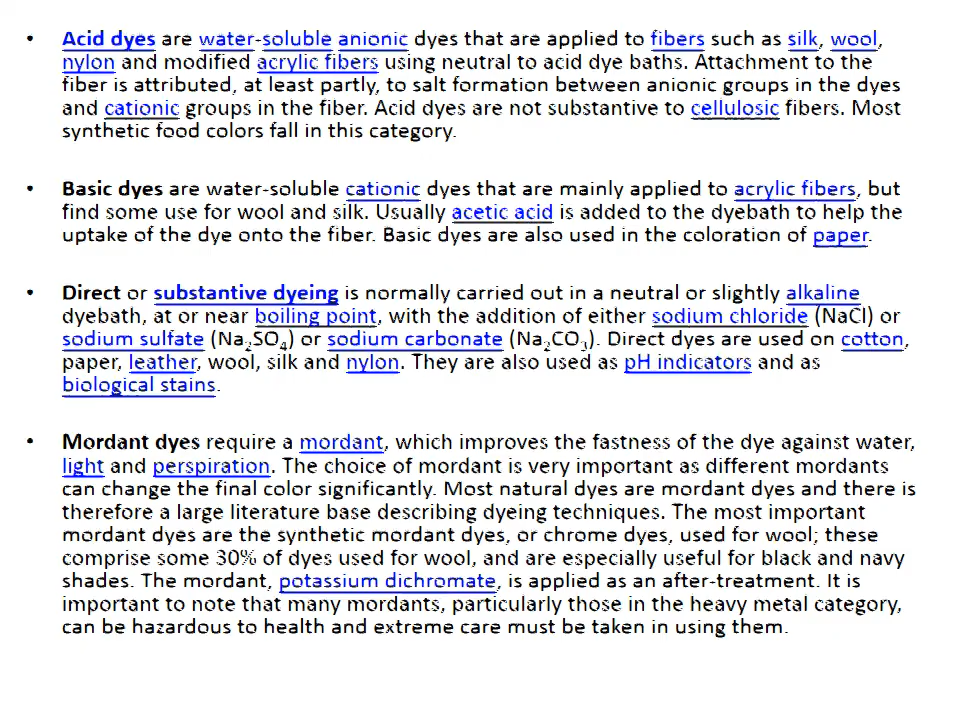 • Acid dyes are water-soluble anionic dyes that are applied to fibers such as silk, wool,
nylon and modified acrylic fibers using neutral to acid dye baths. Attachment to the
fiber is attributed, at least partly, to salt formation between anionic groups in the dyes
and cationic groups in the fiber. Acid dyes are not substantive to cellulosic fibers. Most
synthetic food colors fall in this category.
• Basic dyes are water-soluble cationic dyes that are mainly applied to acrylic fibers, but
find some use for wool and silk. Usually acetic acid is added to the dyebath to help the
uptake of the dye onto the fiber. Basic dyes are also used in the coloration of paper.
• Direct or substantive dyeing is normally carried out in a neutral or slightly alkaline
dyebath, at or near boiling point, with the addition of either sodium chloride (NaCl) or
sodium sulfate (Na₂SO₄) or sodium carbonate (Na₂CO₃). Direct dyes are used on cotton,
paper, leather, wool, silk and nylon. They are also used as pH indicators and as
biological stains.
• Mordant dyes require a mordant, which improves the fastness of the dye against water,
light and perspiration. The choice of mordant is very important as different mordants
can change the final color significantly. Most natural dyes are mordant dyes and there is
therefore a large literature base describing dyeing techniques. The most important
mordant dyes are the synthetic mordant dyes, or chrome dyes, used for wool; these
comprise some 30% of dyes used for wool, and are especially useful for black and navy
shades. The mordant, potassium dichromate, is applied as an after-treatment. It is
important to note that many mordants, particularly those in the heavy metal category,
can be hazardous to health and extreme care must be taken in using them.